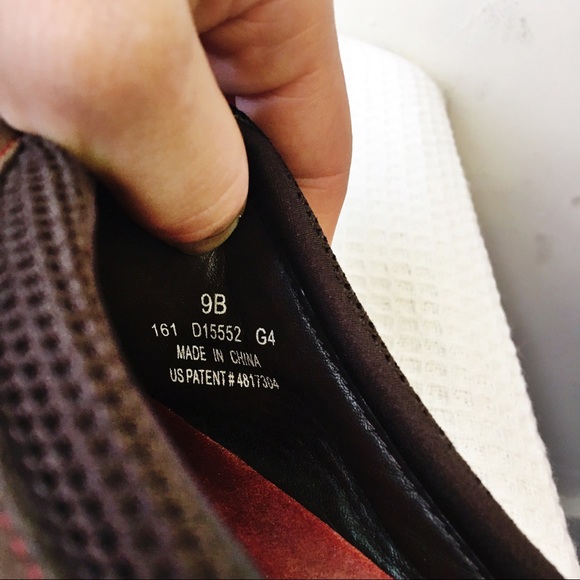 9B
161 D15552 G4
MADE IN CHINA
US PATENT # 4817304